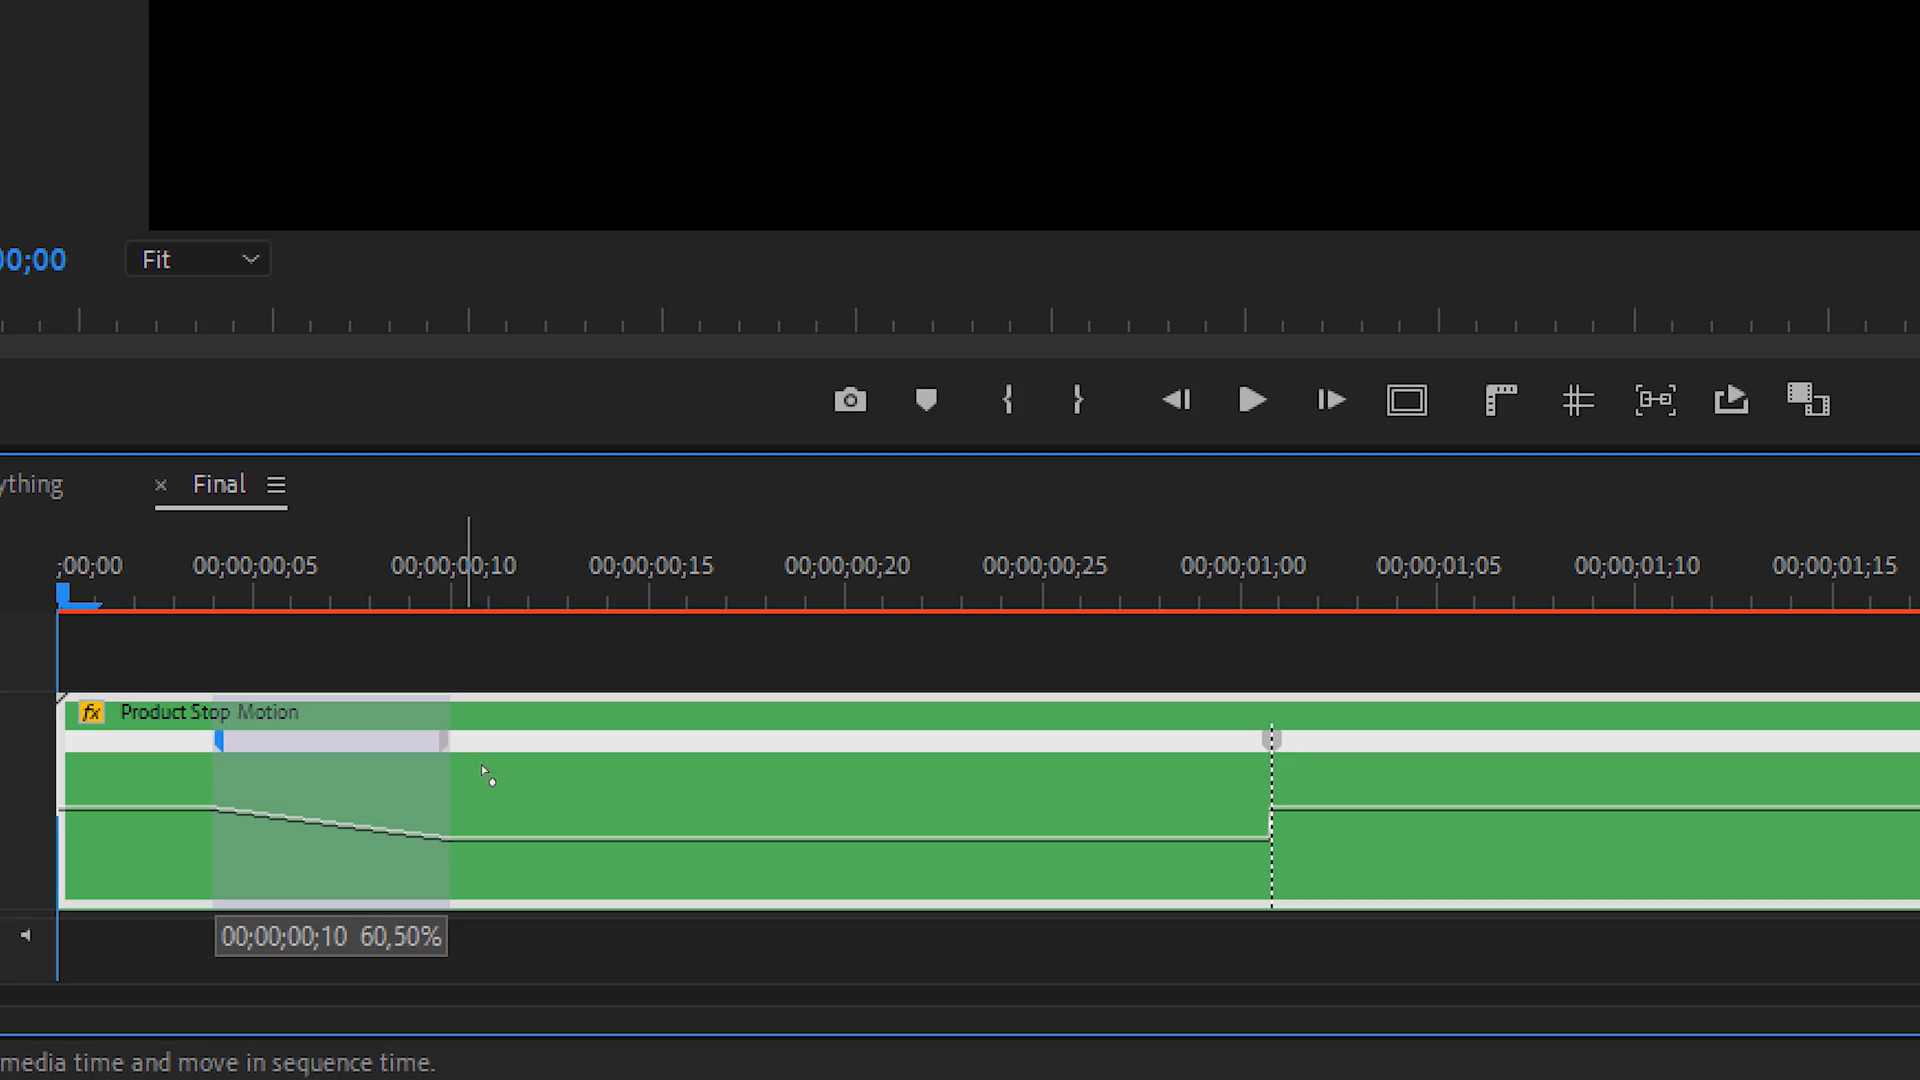 00;00
Fit
ything
× Final
;00;00 00;00;00;05 00;00;00;10 00;00;00;15 00;00;00;20 00;00;00;25 00;00;01;00 00;00;01;05 00;00;01;10 00;00;01;15
fx Product Stop Motion
00;00;00;10 60,50%
media time and move in sequence time.